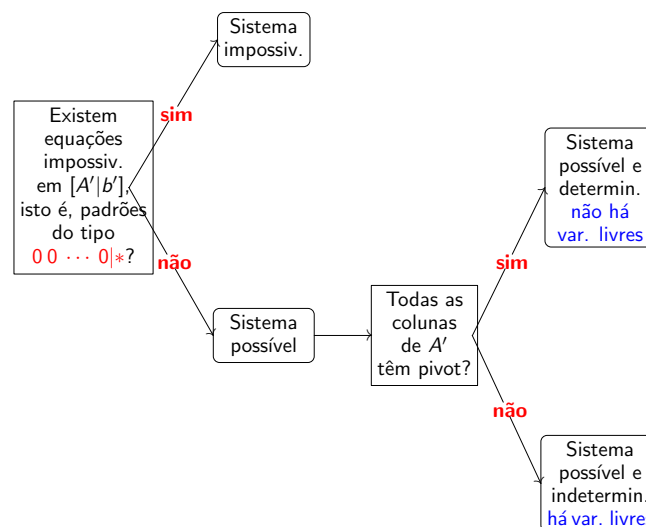 Existem
equações
impossiv.
em [A′|b′],
isto é, padrões
do tipo
0 0 ⋯ 0|∗?
sim
Sistema
impossiv.
não
Sistema
possível
Todas as
colunas
de A′
têm pivot?
sim
Sistema
possível e
determin.
não há
var. livres
não
Sistema
possível e
indetermin.
há var. livre